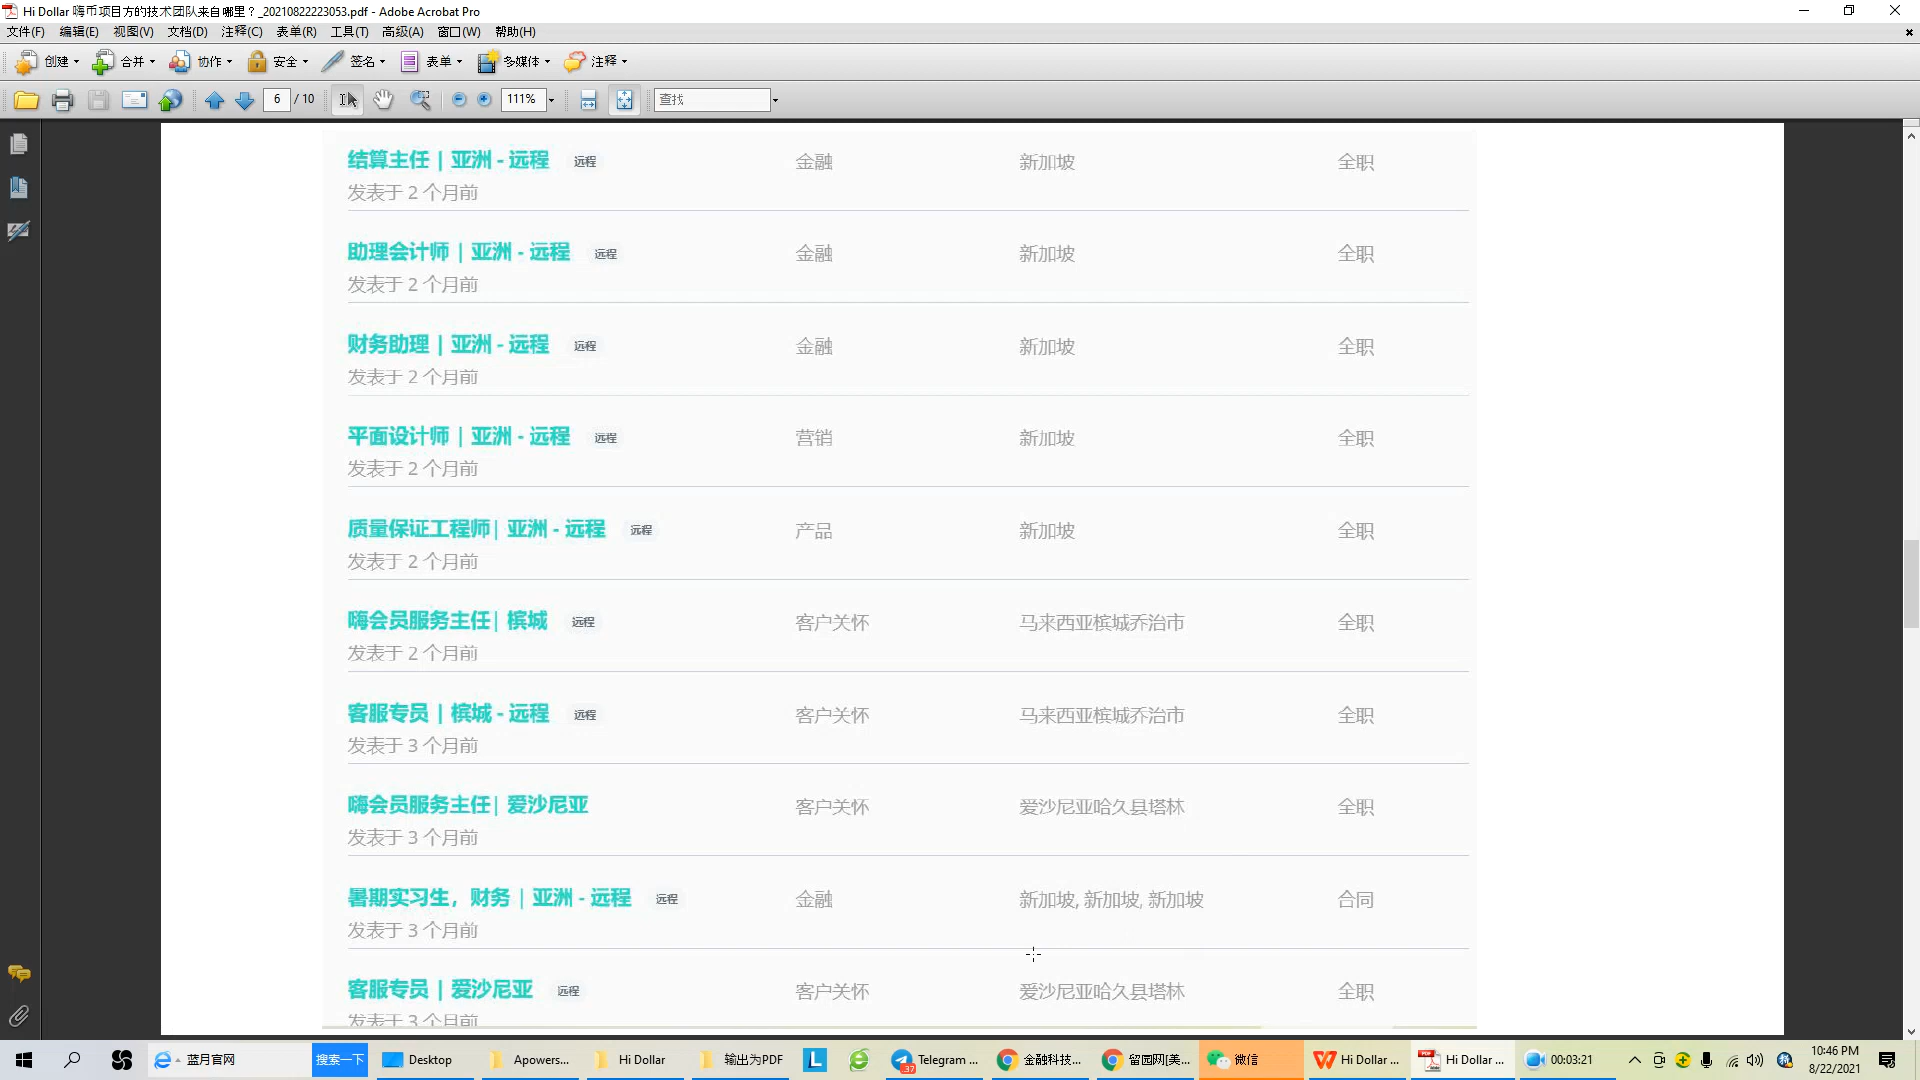 Hi Dollar 嗨币项目方的技术团队来自哪里？_20210822223053.pdf - Adobe Acrobat Pro
文件(F) 编辑(E) 视图(V) 文档(D) 注释(C) 表单(R) 工具(T) 高级(A) 窗口(W) 帮助(H)
创建 合并 协作 安全 签名 表单 多媒体 注释
6 / 10 111% 查找
结算主任 | 亚洲 - 远程 远程 金融 新加坡 全职
发表于 2 个月前
助理会计师 | 亚洲 - 远程 远程 金融 新加坡 全职
发表于 2 个月前
财务助理 | 亚洲 - 远程 远程 金融 新加坡 全职
发表于 2 个月前
平面设计师 | 亚洲 - 远程 远程 营销 新加坡 全职
发表于 2 个月前
质量保证工程师| 亚洲 - 远程 远程 产品 新加坡 全职
发表于 2 个月前
嗨会员服务主任| 槟城 远程 客户关怀 马来西亚槟城乔治市 全职
发表于 2 个月前
客服专员 | 槟城 - 远程 远程 客户关怀 马来西亚槟城乔治市 全职
发表于 3 个月前
嗨会员服务主任| 爱沙尼亚 客户关怀 爱沙尼亚哈久县塔林 全职
发表于 3 个月前
暑期实习生，财务 | 亚洲 - 远程 远程 金融 新加坡, 新加坡, 新加坡 合同
发表于 3 个月前
客服专员 | 爱沙尼亚 远程 客户关怀 爱沙尼亚哈久县塔林 全职
发表于 3 个月前
蓝月官网 搜索一下 Desktop Apowers... Hi Dollar 输出为PDF L Telegram ... 37 金融科技... 留园网[美... 微信 Hi Dollar ... Hi Dollar ... 00:03:21 10:46 PM
8/22/2021